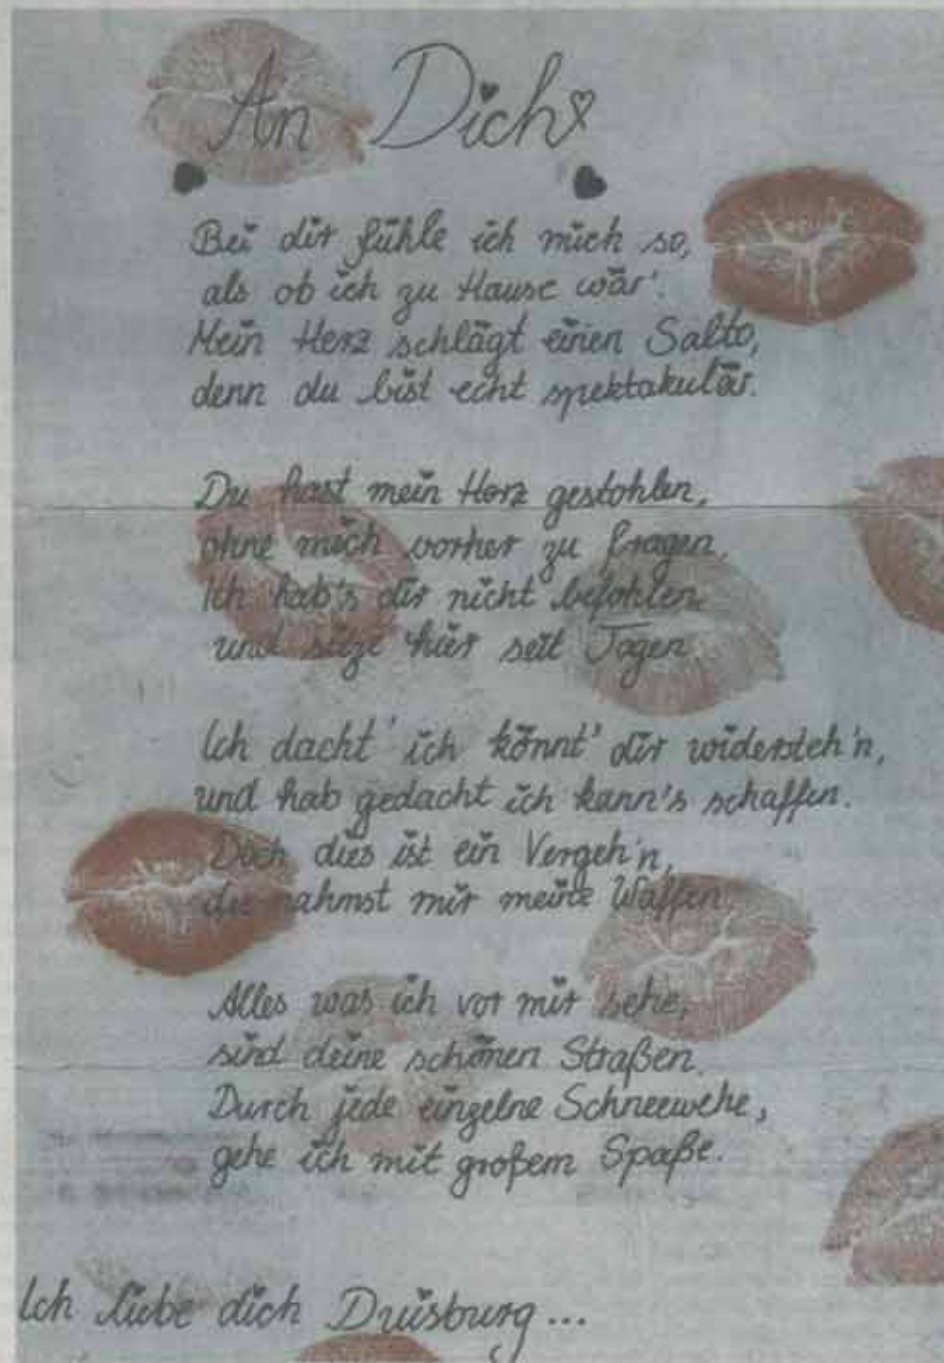 An Dich
Bei dir fühle ich mich so,
als ob ich zu Hause wär'.
Mein Herz schlägt einen Salto,
denn du bist echt spektakulär.
Du hast mein Herz gestohlen,
ohne mich vorher zu fragen.
Ich hab's dir nicht befohlen
und sitze hier seit Tagen
Ich dacht' ich könnt' dir widersteh'n,
und hab gedacht ich kann's schaffen.
Doch dies ist ein Vergeh'n,
du nahmst mir meine Waffen.
Alles was ich vor mir sehe,
sind deine schönen Straßen.
Durch jede einzelne Schneewehe,
gehe ich mit großem Spaße.
Ich liebe dich Duisburg...